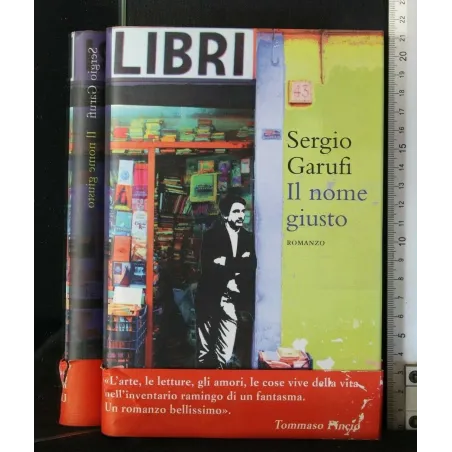 LIBRI
43
Sergio
Garufi
Il nome
giusto
ROMANZO
«L'arte, le letture, gli amori, le cose vive della vita
nell'inventario ramingo di un fantasma.
Un romanzo bellissimo».
Tommaso Pincio
Sergio Garufi Il nome giusto